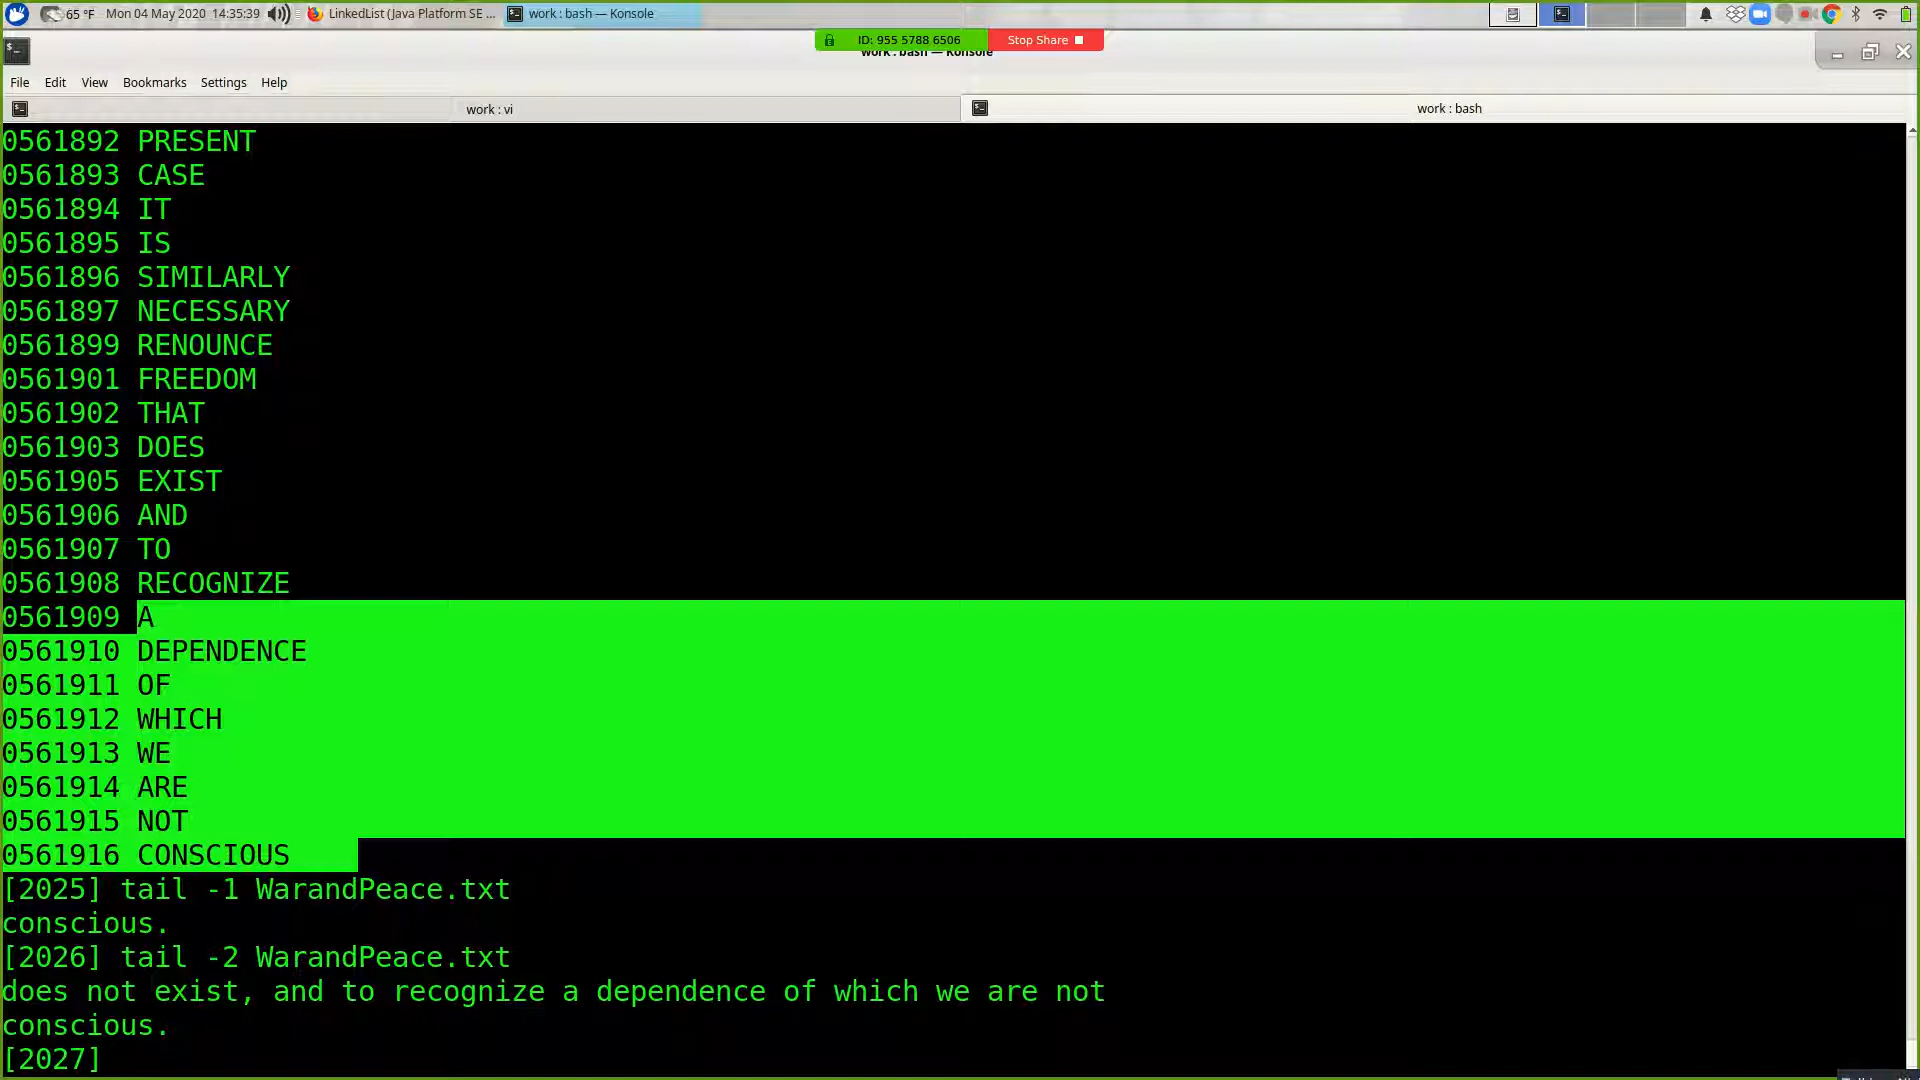 65 °F Mon 04 May 2020 14:35:39 LinkedList (Java Platform SE ... work : bash — Konsole
ID: 955 5788 6506 Stop Share
work : bash — Konsole
File Edit View Bookmarks Settings Help
work : vi work : bash
0561892 PRESENT
0561893 CASE
0561894 IT
0561895 IS
0561896 SIMILARLY
0561897 NECESSARY
0561899 RENOUNCE
0561901 FREEDOM
0561902 THAT
0561903 DOES
0561905 EXIST
0561906 AND
0561907 TO
0561908 RECOGNIZE
0561909 A
0561910 DEPENDENCE
0561911 OF
0561912 WHICH
0561913 WE
0561914 ARE
0561915 NOT
0561916 CONSCIOUS
[2025] tail -1 WarandPeace.txt
conscious.
[2026] tail -2 WarandPeace.txt
does not exist, and to recognize a dependence of which we are not
conscious.
[2027]